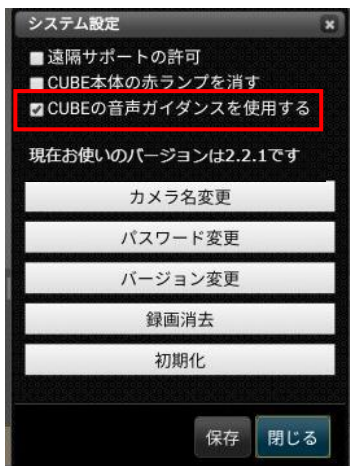 システム設定
遠隔サポートの許可
CUBE本体の赤ランプを消す
CUBEの音声ガイダンスを使用する
現在お使いのバージョンは2.2.1です
カメラ名変更
パスワード変更
バージョン変更
録画消去
初期化
保存 閉じる